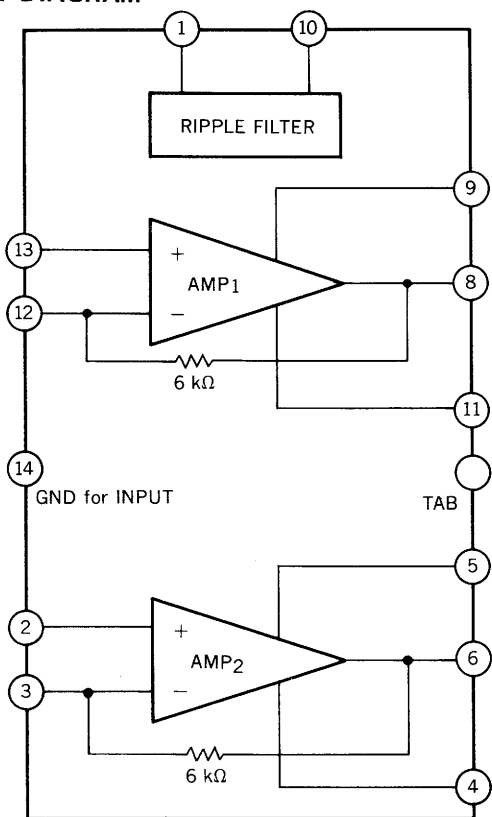 DIAGRAM
1
10
RIPPLE FILTER
9
13
+
AMP1
8
12
−
6 kΩ
11
14
GND for INPUT
TAB
5
2
+
AMP2
6
3
−
6 kΩ
4